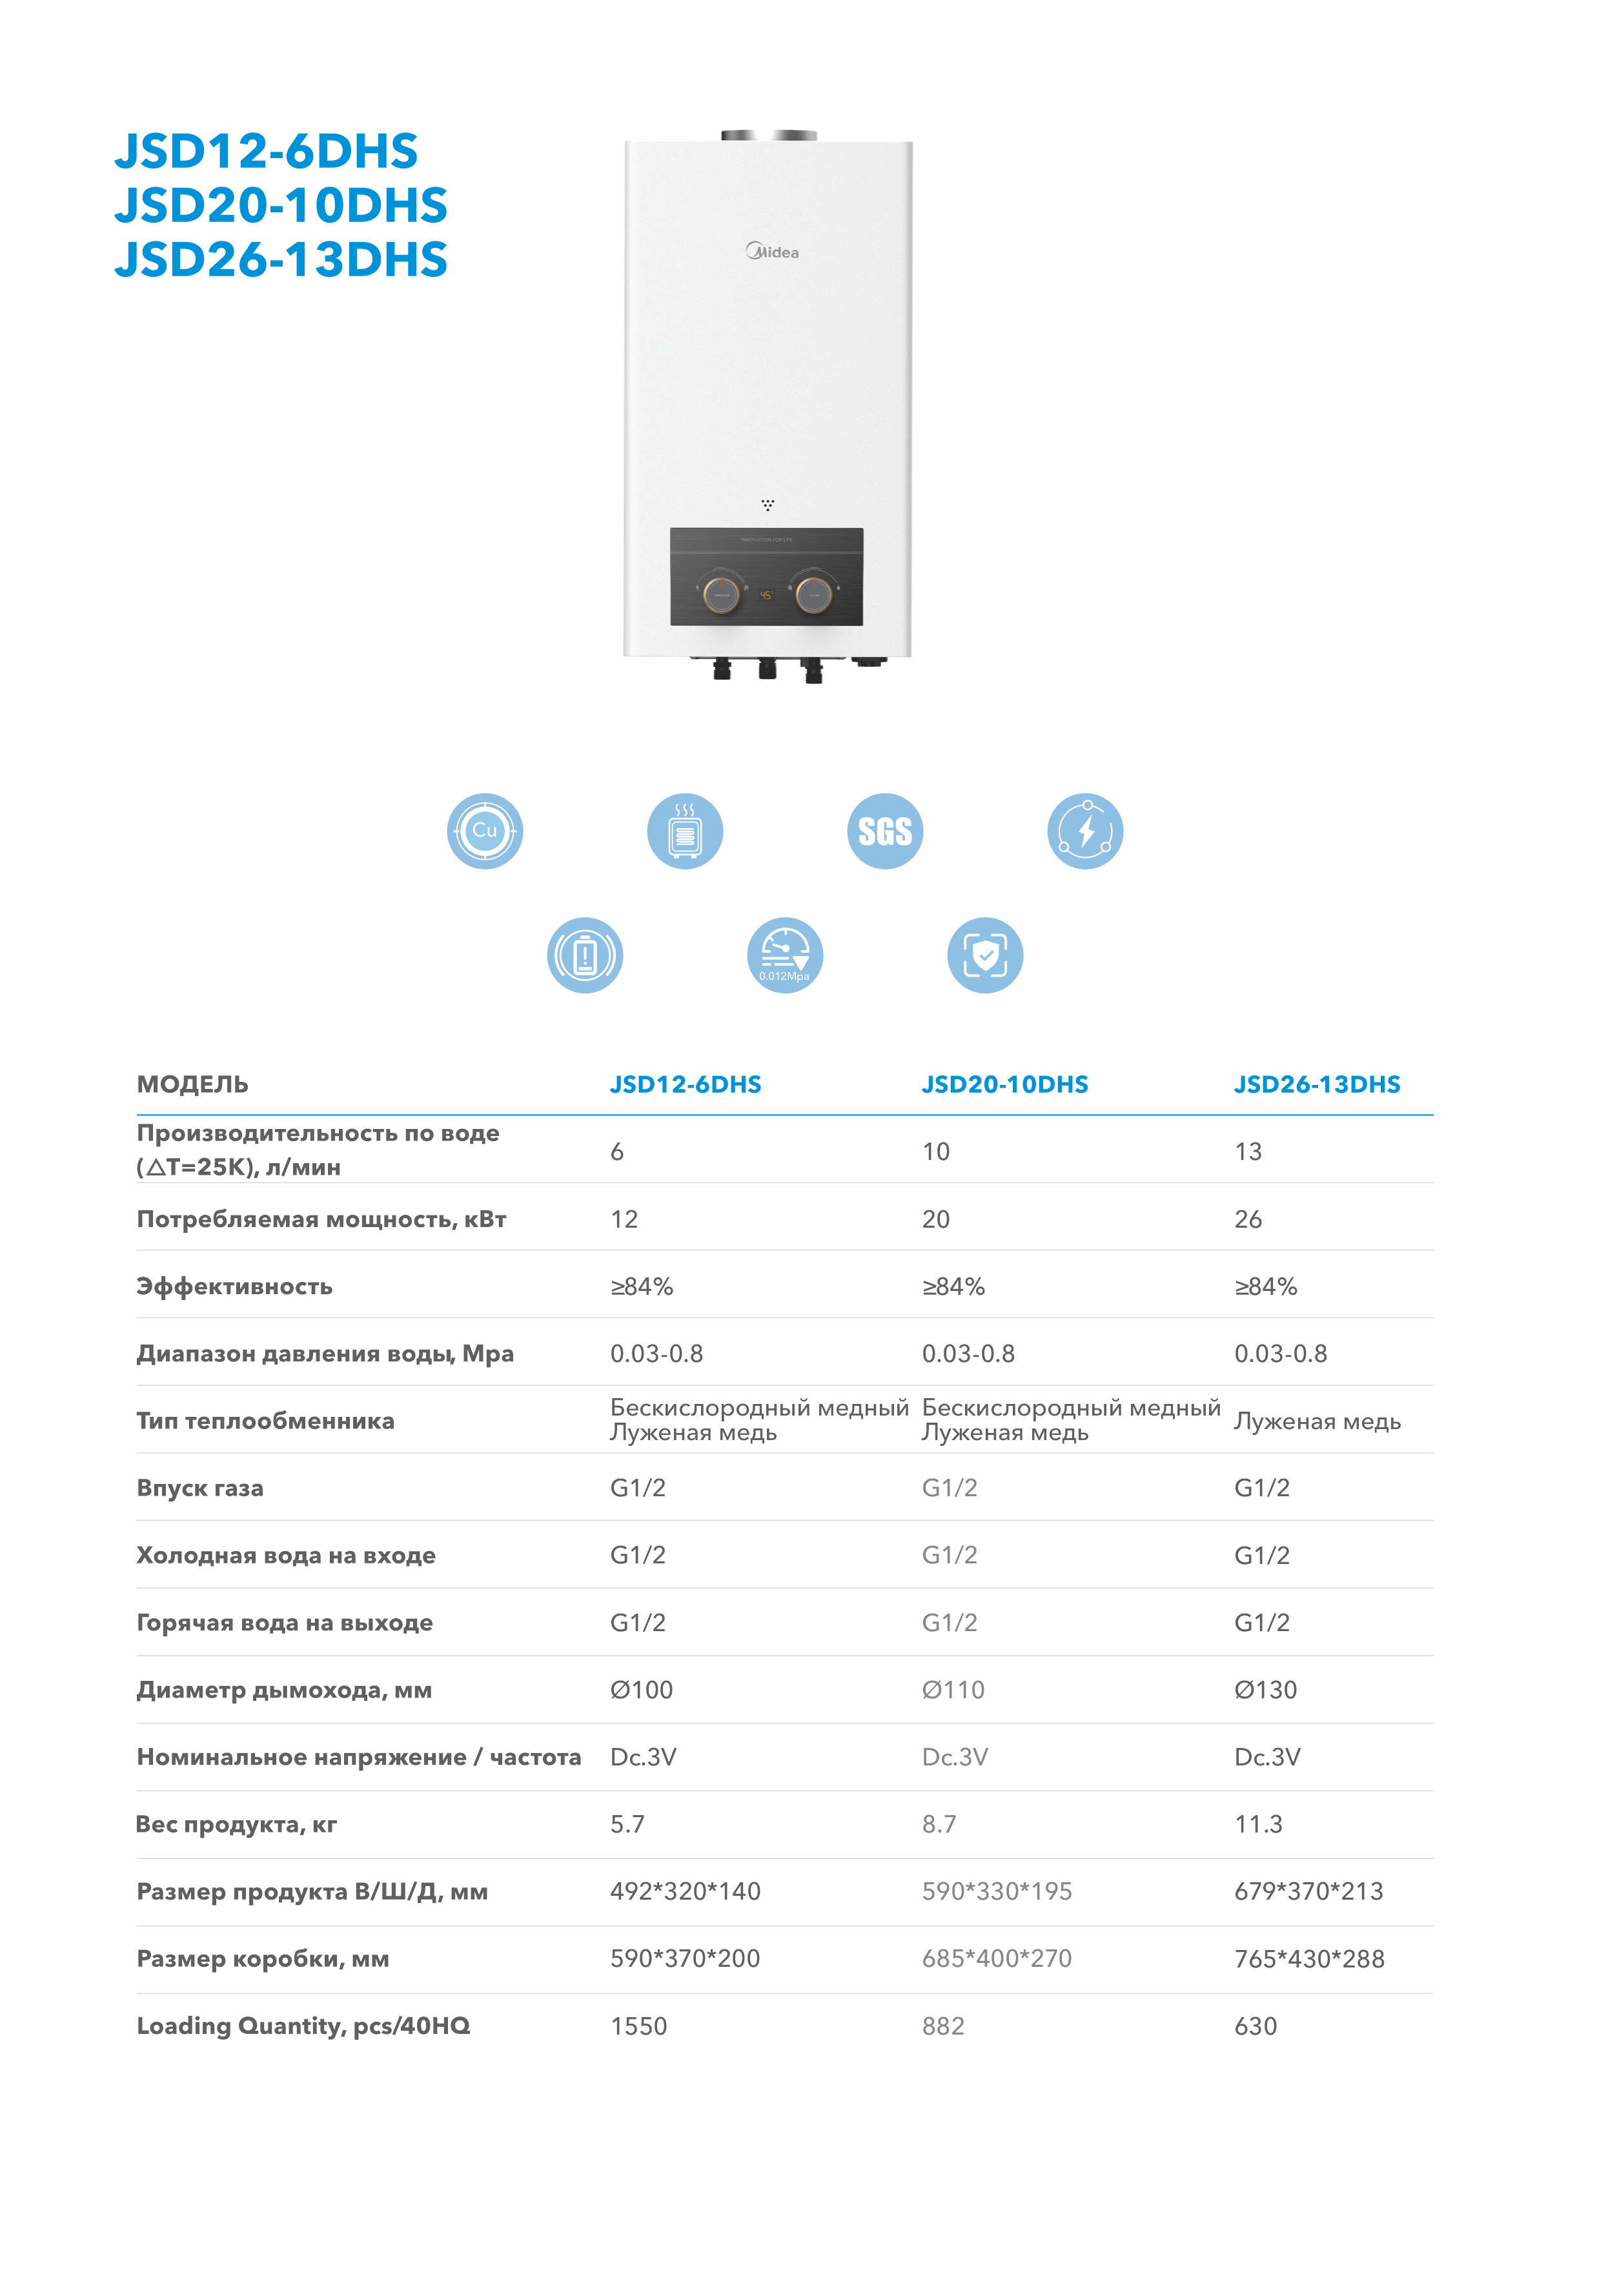 JSD12-6DHS
JSD20-10DHS
JSD26-13DHS
Midea
INNOVATION FOR LIFE
45°
Cu
SGS
0.012Mpa
МОДЕЛЬ JSD12-6DHS JSD20-10DHS JSD26-13DHS
Производительность по воде
(△T=25K), л/мин 6 10 13
Потребляемая мощность, кВт 12 20 26
Эффективность ≥84% ≥84% ≥84%
Диапазон давления воды, Mpa 0.03-0.8 0.03-0.8 0.03-0.8
Тип теплообменника Бескислородный медный Бескислородный медный Луженая медь
Луженая медь Луженая медь
Впуск газа G1/2 G1/2 G1/2
Холодная вода на входе G1/2 G1/2 G1/2
Горячая вода на выходе G1/2 G1/2 G1/2
Диаметр дымохода, мм Ø100 Ø110 Ø130
Номинальное напряжение / частота Dc.3V Dc.3V Dc.3V
Вес продукта, кг 5.7 8.7 11.3
Размер продукта В/Ш/Д, мм 492*320*140 590*330*195 679*370*213
Размер коробки, мм 590*370*200 685*400*270 765*430*288
Loading Quantity, pcs/40HQ 1550 882 630